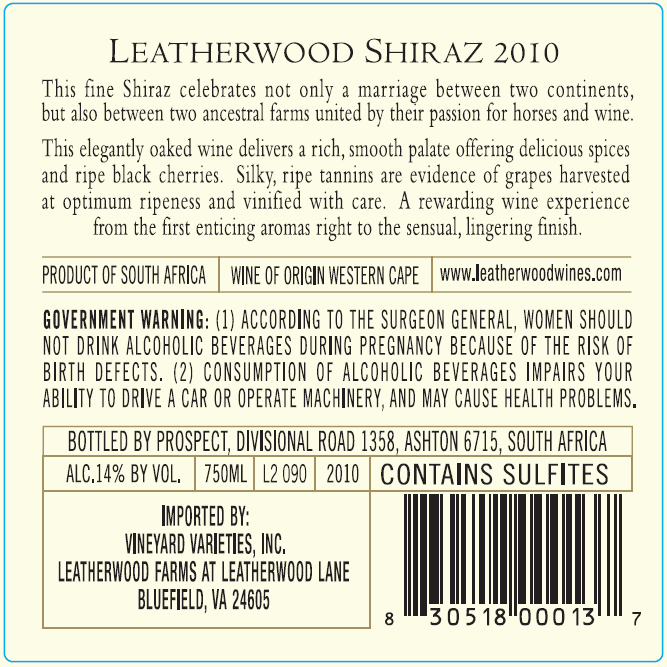 LEATHERWOOD SHIRAZ 2010
This fine Shiraz celebrates not only a marriage between two continents,
but also between two ancestral farms united by their passion for horses and wine.
This elegantly oaked wine delivers a rich, smooth palate offering delicious spices
and ripe black cherries. Silky, ripe tannins are evidence of grapes harvested
at optimum ripeness and vinified with care. A rewarding wine experience
from the first enticing aromas right to the sensual, lingering finish.
PRODUCT OF SOUTH AFRICA WINE OF ORIGIN WESTERN CAPE www.leatherwoodwines.com
GOVERNMENT WARNING: (1) ACCORDING TO THE SURGEON GENERAL, WOMEN SHOULD
NOT DRINK ALCOHOLIC BEVERAGES DURING PREGNANCY BECAUSE OF THE RISK OF
BIRTH DEFECTS. (2) CONSUMPTION OF ALCOHOLIC BEVERAGES IMPAIRS YOUR
ABILITY TO DRIVE A CAR OR OPERATE MACHINERY, AND MAY CAUSE HEALTH PROBLEMS.
BOTTLED BY PROSPECT, DIVISIONAL ROAD 1358, ASHTON 6715, SOUTH AFRICA
ALC.14% BY VOL. 750ML L2 090 2010 CONTAINS SULFITES
IMPORTED BY:
VINEYARD VARIETIES, INC.
LEATHERWOOD FARMS AT LEATHERWOOD LANE
BLUEFIELD, VA 24605
8 30518 00013 7